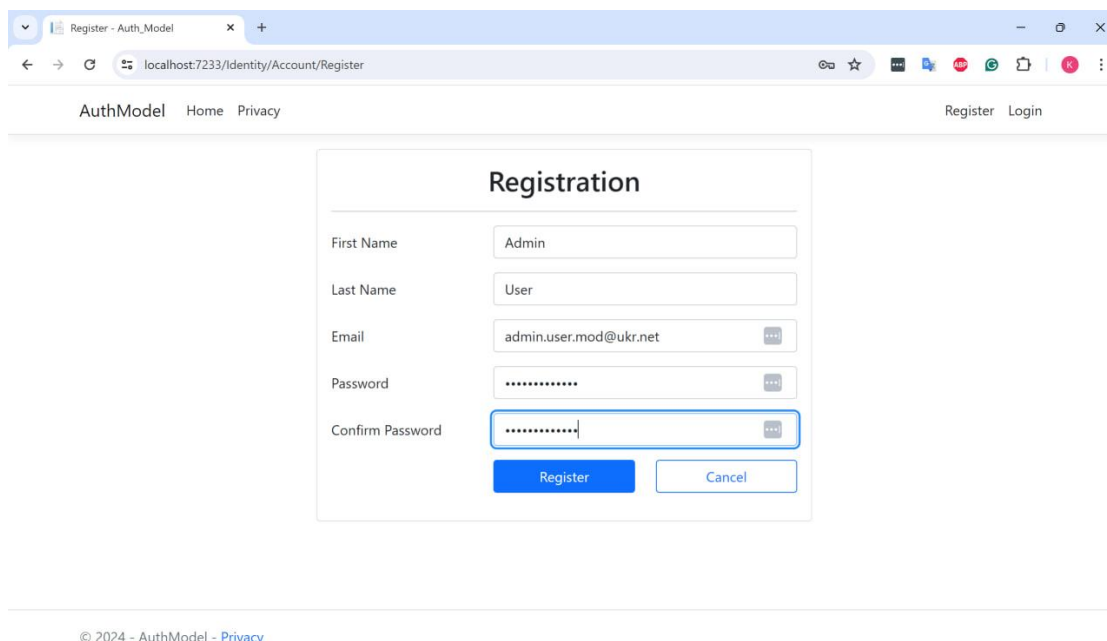 Register - Auth_Model
localhost:7233/Identity/Account/Register
ABP
K
AuthModel Home Privacy Register Login
Registration
First Name Admin
Last Name User
Email admin.user.mod@ukr.net
Password •••••••••••••
Confirm Password •••••••••••••
Register Cancel
© 2024 - AuthModel - Privacy